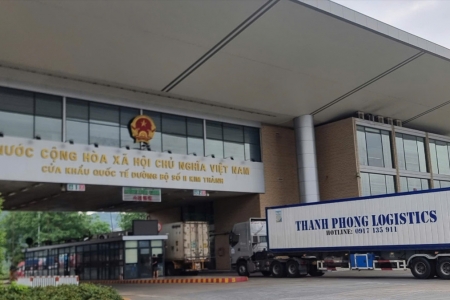 NƯỚC CỘNG HÒA XÃ HỘI CHỦ NGHĨA VIỆT NAM
CỬA KHẨU QUỐC TẾ ĐƯỜNG BỘ SỐ II KIM THÀNH
THANH PHONG LOGISTICS
HOTLINE: 0917 135 911